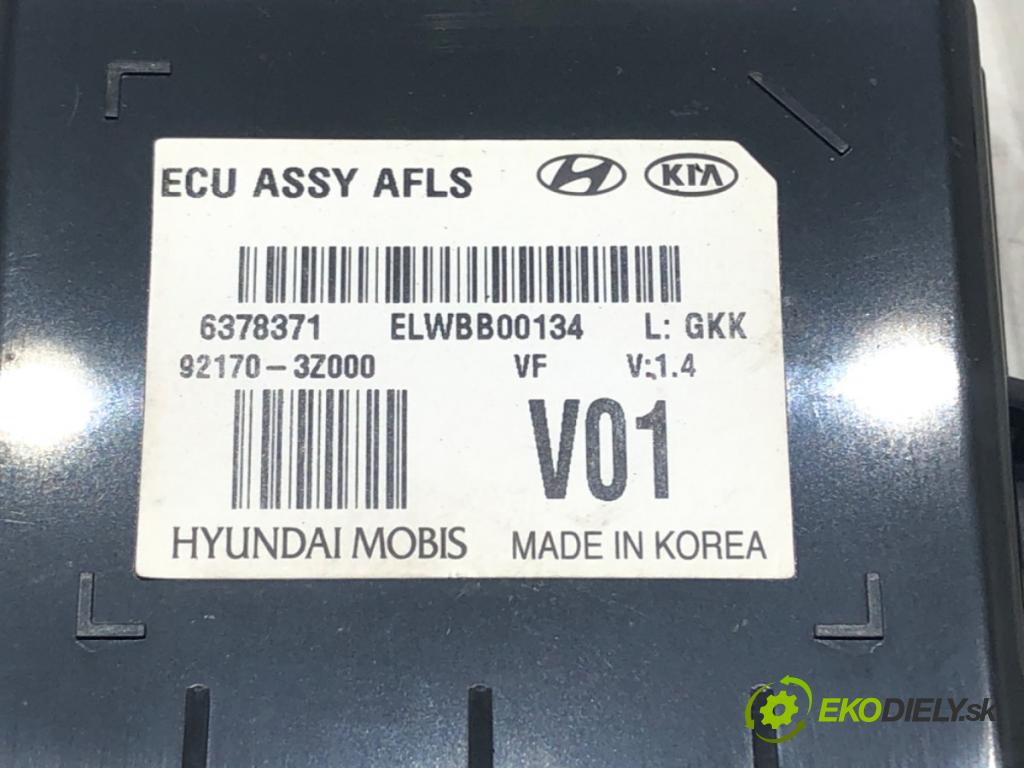 ECU ASSY AFLS KIA
6378371 ELWBB00134 L: GKK
92170-3Z000 VF V:1.4
V01
HYUNDAI MOBIS MADE IN KOREA
EKODIELY.sk